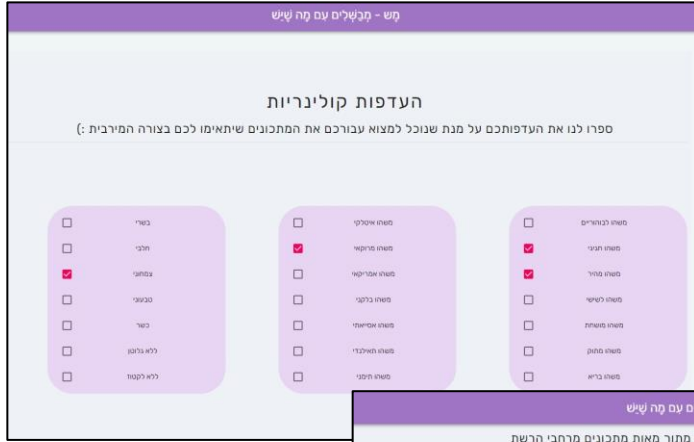 מָש - מְבַשְּׁלִים עִם מָה שֶׁיֵּשׁ
העדפות קולינריות
ספרו לנו את העדפותכם על מנת שנוכל למצוא עבורכם את המתכונים שיתאימו לכם בצורה המירבית :)
משהו לבוהוריים
משהו חגיגי
משהו מהיר
משהו לשישי
משהו מושחת
משהו מתוק
משהו בריא
משהו איטלקי
משהו מרוקאי
משהו אמריקאי
משהו בלקני
משהו אסייאתי
משהו תאילנדי
משהו תימני
בשרי
חלבי
צמחוני
טבעוני
כשר
ללא גלוטן
ללא לקטוז
ם עִם מָה שֶׁיֵּשׁ
מתוך מאות מתכונים מרחבי הרשת